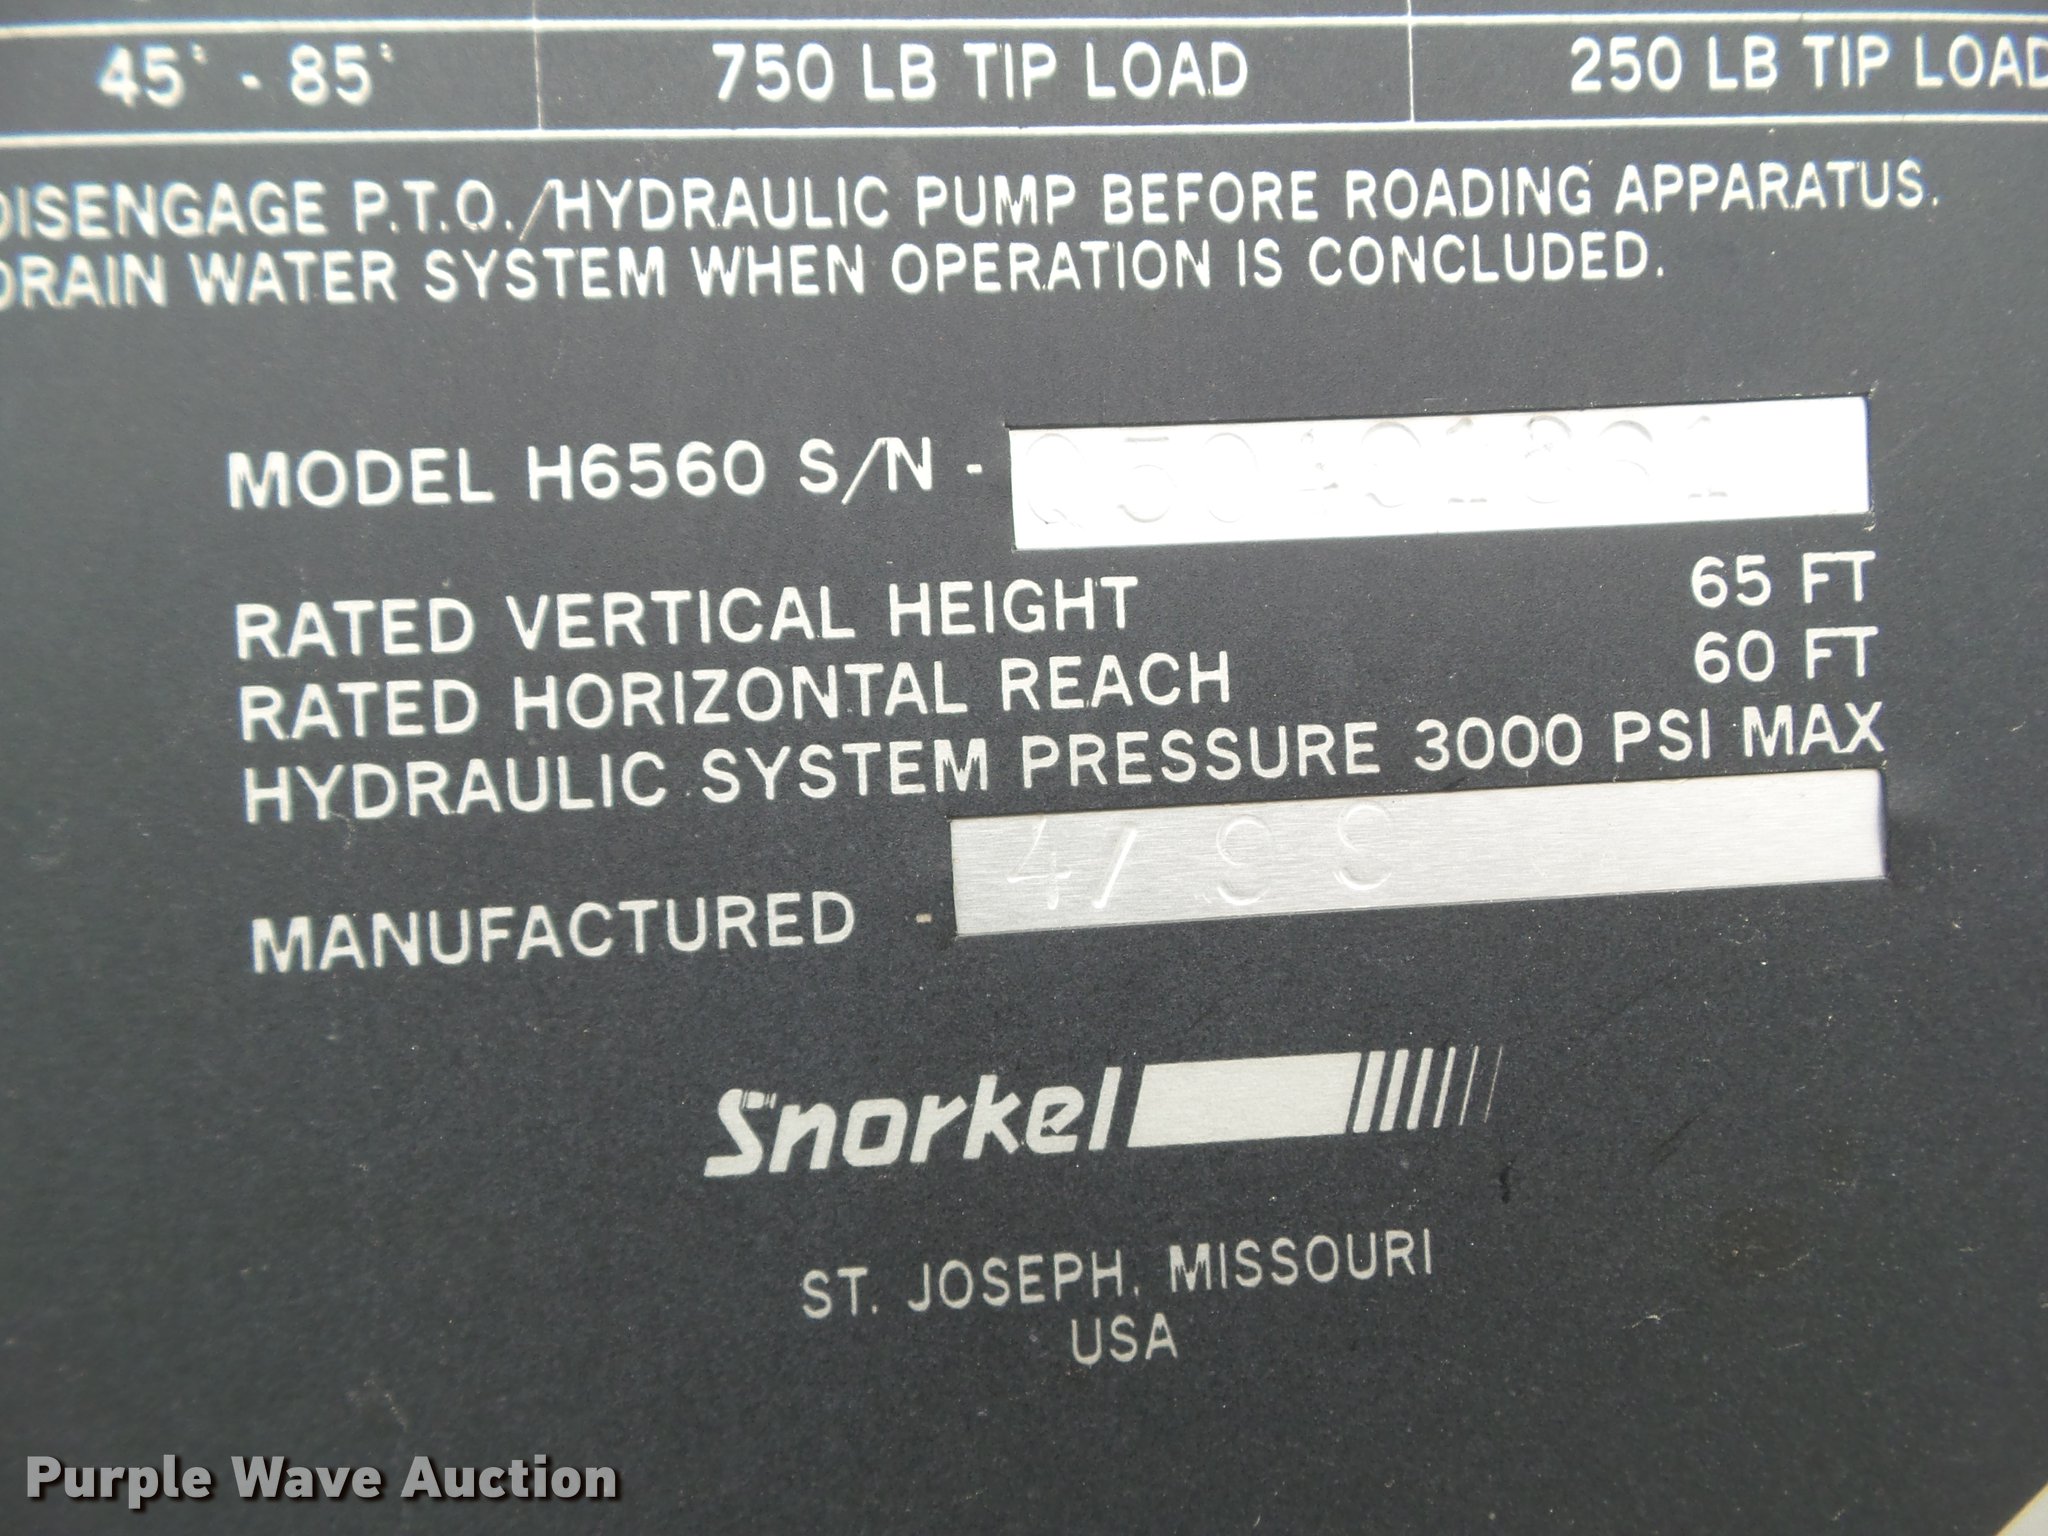 45° - 85° 750 LB TIP LOAD 250 LB TIP LOAD
DISENGAGE P.T.O./HYDRAULIC PUMP BEFORE ROADING APPARATUS.
DRAIN WATER SYSTEM WHEN OPERATION IS CONCLUDED.
MODEL H6560 S/N -
RATED VERTICAL HEIGHT 65 FT
RATED HORIZONTAL REACH 60 FT
HYDRAULIC SYSTEM PRESSURE 3000 PSI MAX
MANUFACTURED -
Snorkel
ST. JOSEPH, MISSOURI
USA
Purple Wave Auction